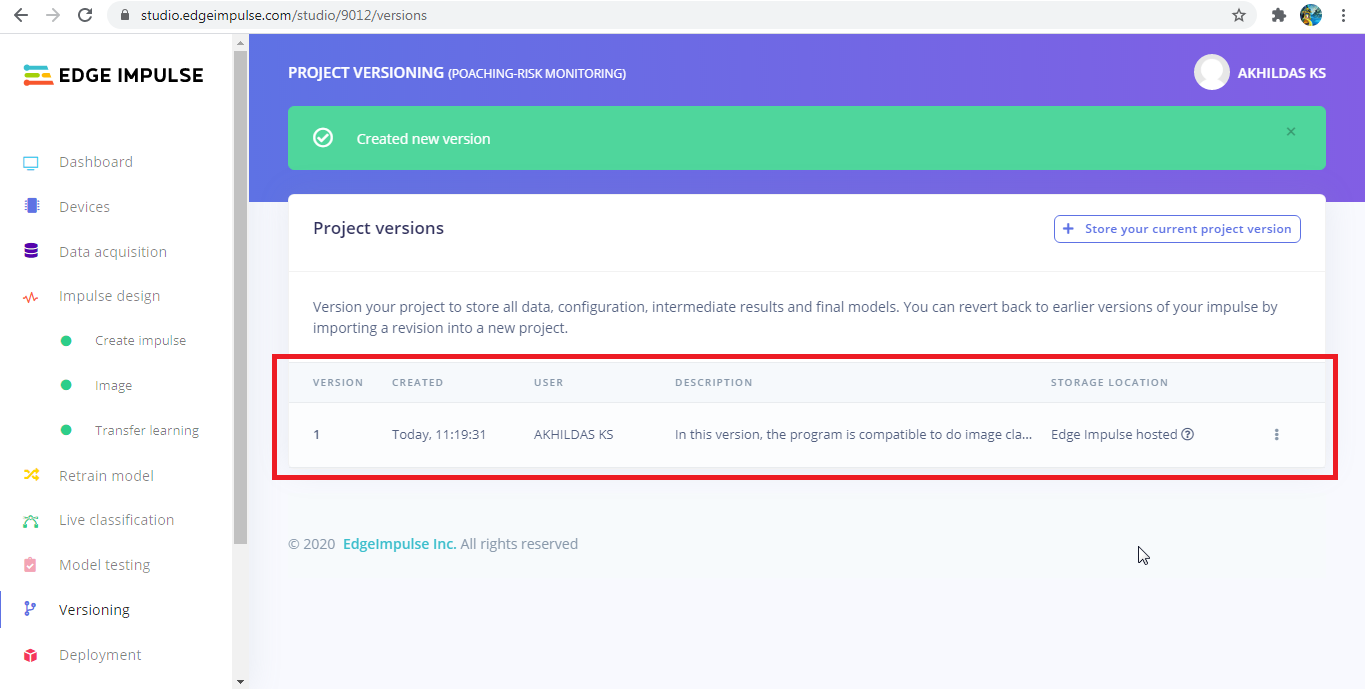 studio.edgeimpulse.com/studio/9012/versions
EDGE IMPULSE
Dashboard
Devices
Data acquisition
Impulse design
Create impulse
Image
Transfer learning
Retrain model
Live classification
Model testing
Versioning
Deployment
PROJECT VERSIONING (POACHING-RISK MONITORING)
AKHILDAS KS
Created new version
×
Project versions
+ Store your current project version
Version your project to store all data, configuration, intermediate results and final models. You can revert back to earlier versions of your impulse by
importing a revision into a new project.
VERSION CREATED USER DESCRIPTION STORAGE LOCATION
1 Today, 11:19:31 AKHILDAS KS In this version, the program is compatible to do image cla... Edge Impulse hosted ?
© 2020 EdgeImpulse Inc. All rights reserved